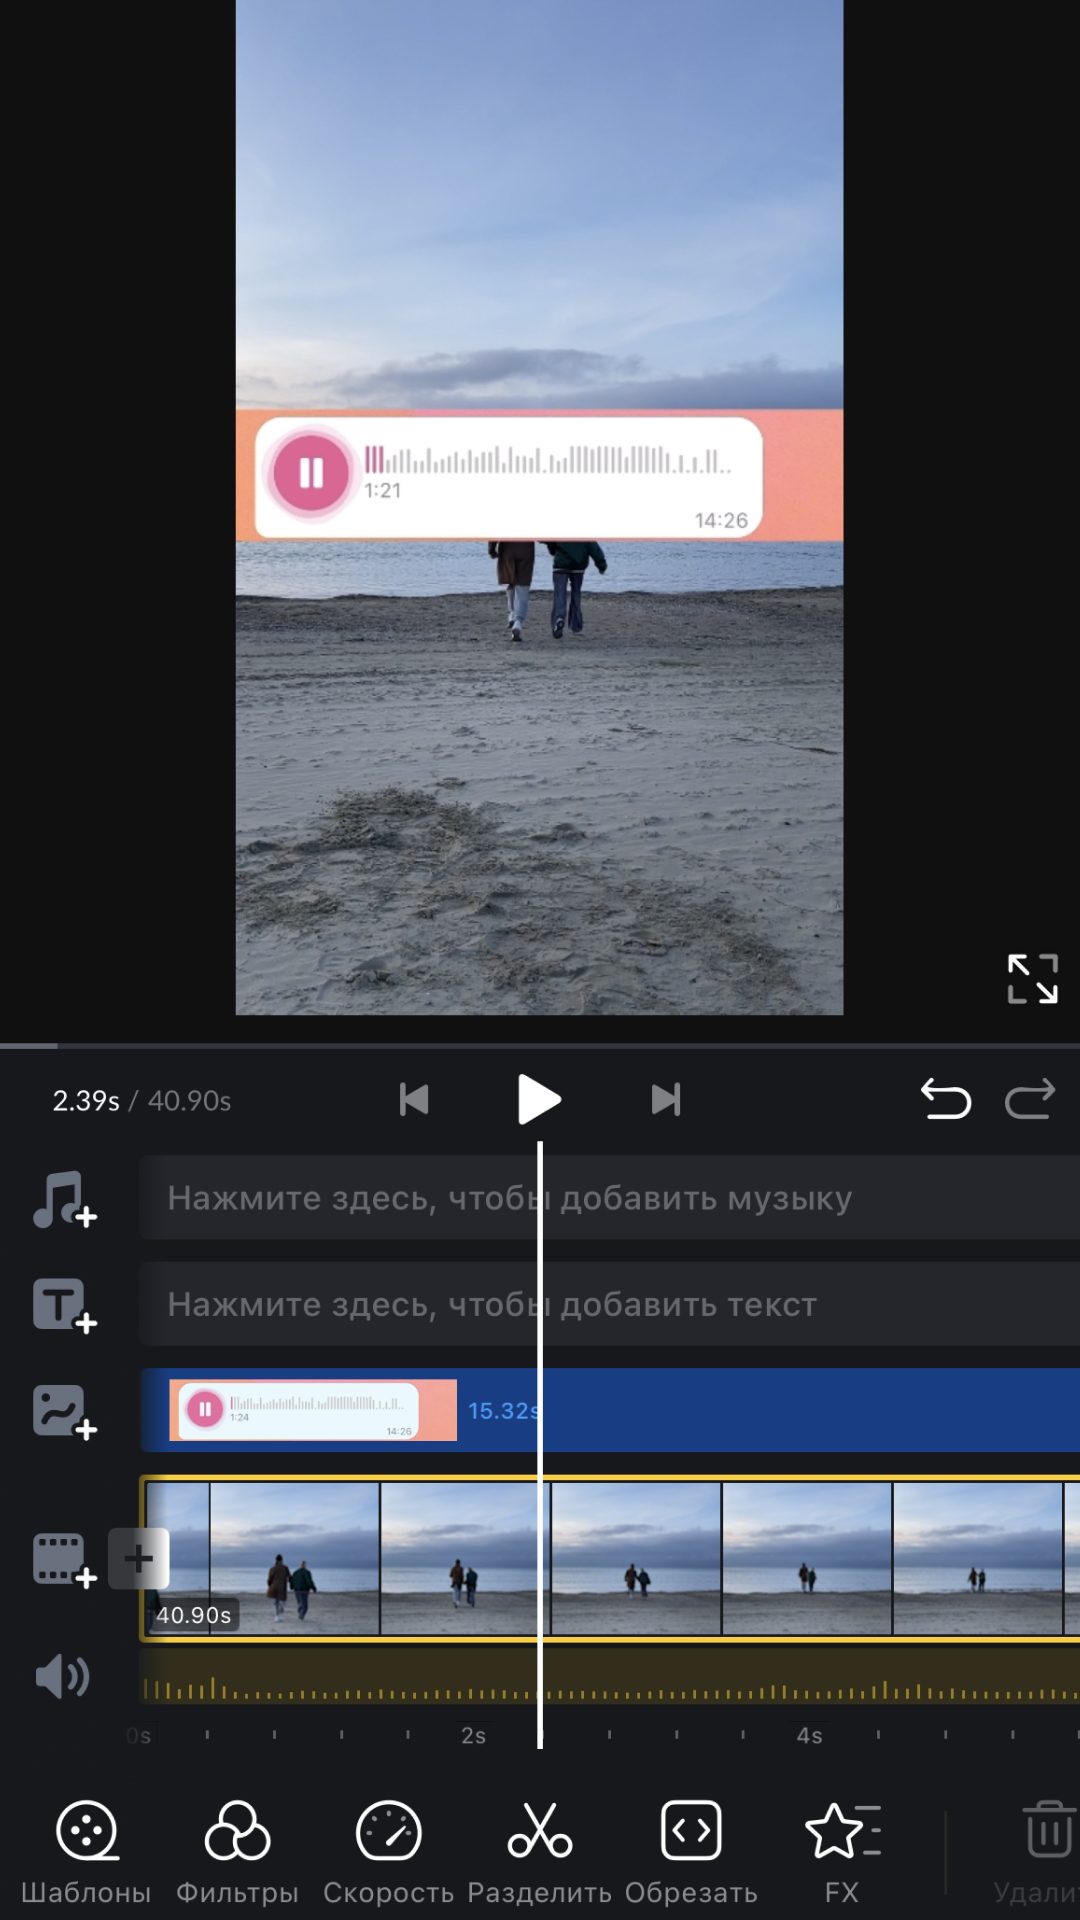 1:21
14:26
2.39s / 40.90s
Нажмите здесь, чтобы добавить музыку
Нажмите здесь, чтобы добавить текст
1:24
14:26
15.32s
40.90s
0s 2s 4s
Шаблоны Фильтры Скорость Разделить Обрезать FX Удали